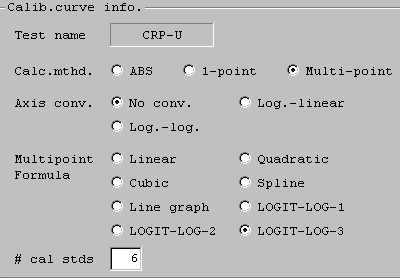 Calib.curve info.
Test name CRP-U
Calc.mthd. ABS 1-point Multi-point
Axis conv. No conv. Log.-linear
Log.-log.
Multipoint Linear Quadratic
Formula
Cubic Spline
Line graph LOGIT-LOG-1
LOGIT-LOG-2 LOGIT-LOG-3
# cal stds 6